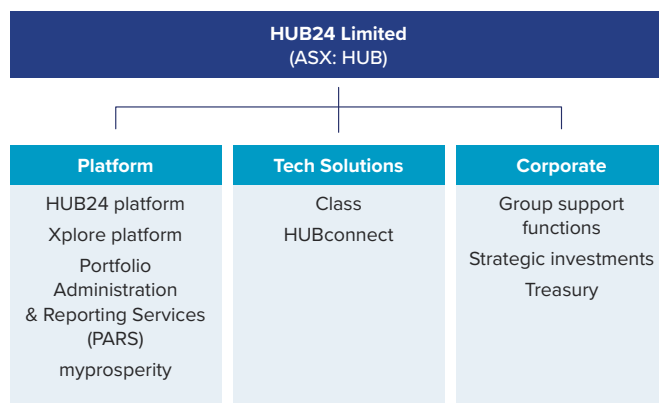 HUB24 Limited
(ASX: HUB)
Platform
HUB24 platform
Xplore platform
Portfolio
Administration
& Reporting Services
(PARS)
myprosperity
Tech Solutions
Class
HUBconnect
Corporate
Group support
functions
Strategic investments
Treasury